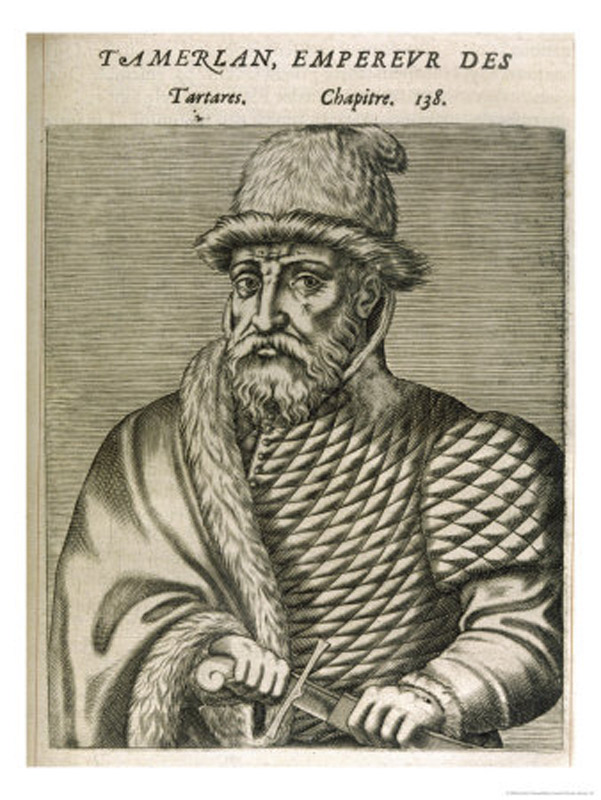 TAMERLAN, EMPEREVR DES
Tartares. Chapitre. 138.